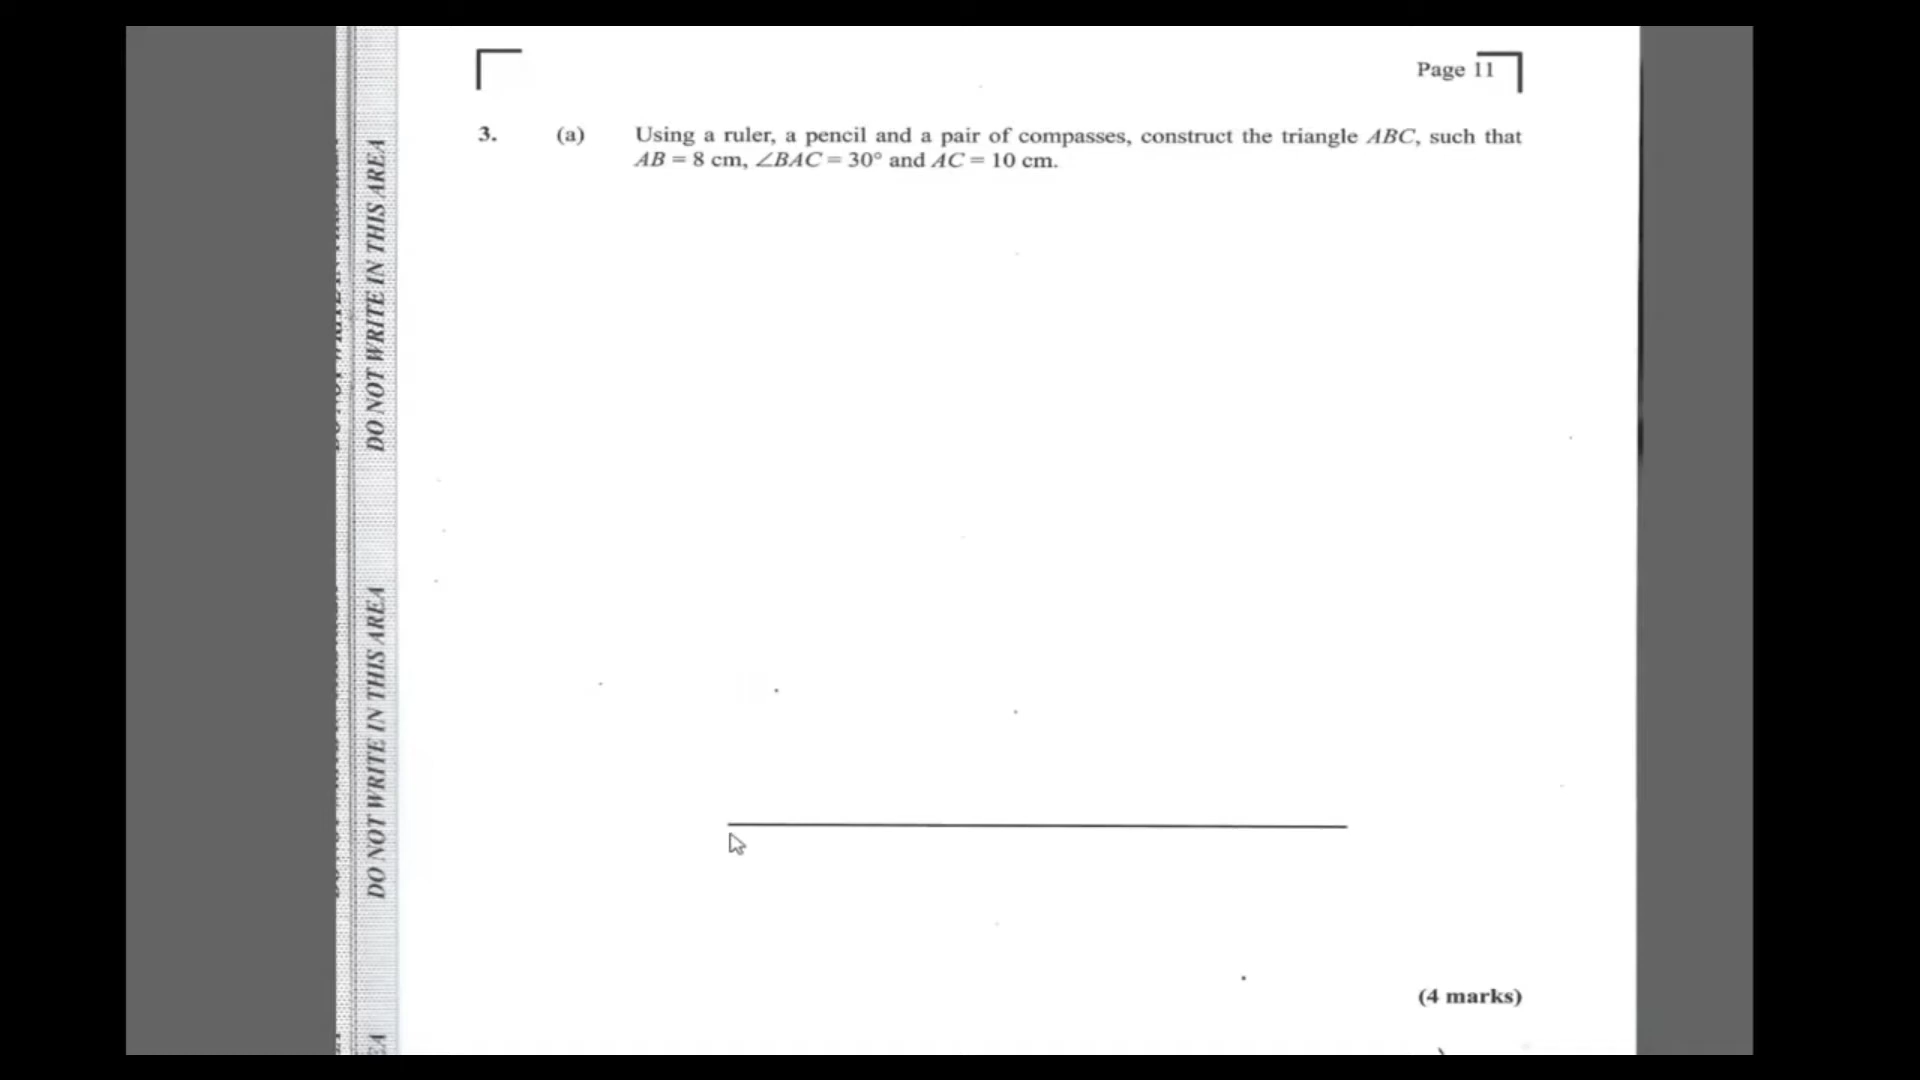 Page 11
3. (a) Using a ruler, a pencil and a pair of compasses, construct the triangle ABC, such that
AB = 8 cm, ∠BAC = 30° and AC = 10 cm.
(4 marks)
DO NOT WRITE IN THIS AREA
DO NOT WRITE IN THIS AREA
EA